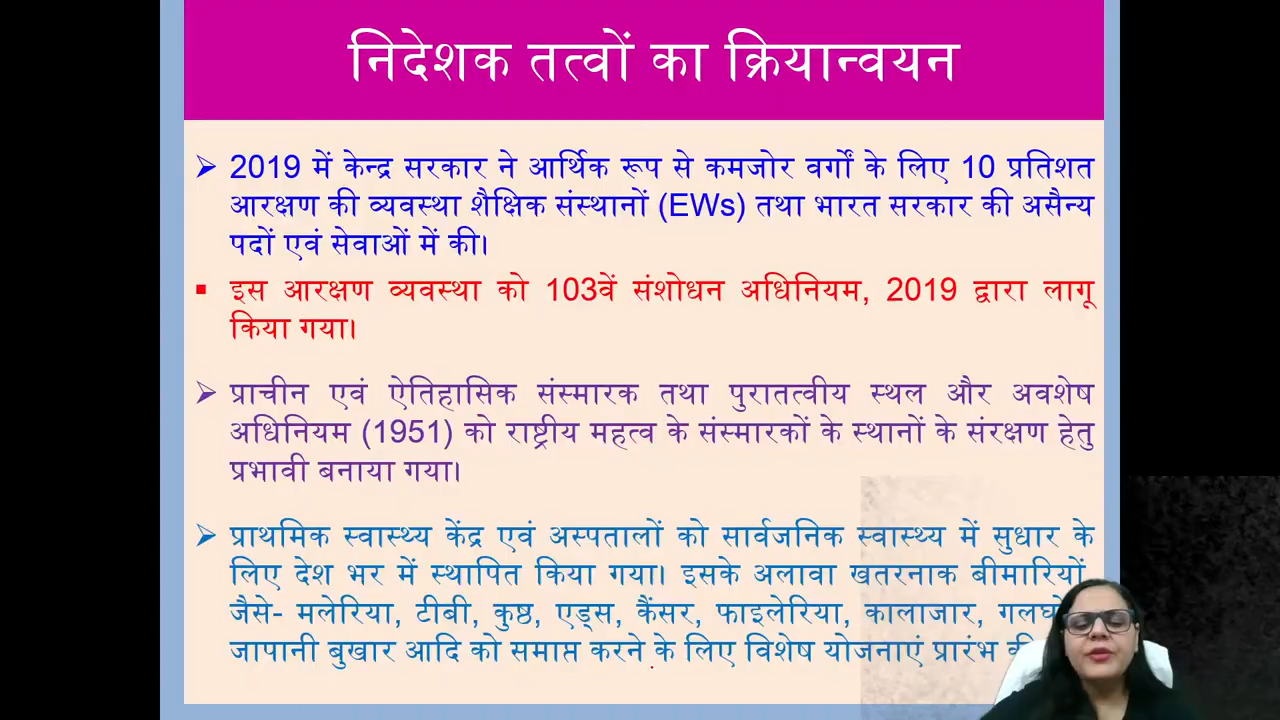 निदेशक तत्वों का क्रियान्वयन
➢ 2019 में केन्द्र सरकार ने आर्थिक रूप से कमजोर वर्गों के लिए 10 प्रतिशत
आरक्षण की व्यवस्था शैक्षिक संस्थानों (EWs) तथा भारत सरकार की असैन्य
पदों एवं सेवाओं में की।
▪ इस आरक्षण व्यवस्था को 103वें संशोधन अधिनियम, 2019 द्वारा लागू
किया गया।
➢ प्राचीन एवं ऐतिहासिक संस्मारक तथा पुरातत्वीय स्थल और अवशेष
अधिनियम (1951) को राष्ट्रीय महत्व के संस्मारकों के स्थानों के संरक्षण हेतु
प्रभावी बनाया गया।
➢ प्राथमिक स्वास्थ्य केंद्र एवं अस्पतालों को सार्वजनिक स्वास्थ्य में सुधार के
लिए देश भर में स्थापित किया गया। इसके अलावा खतरनाक बीमारियों
जैसे- मलेरिया, टीबी, कुष्ठ, एड्स, कैंसर, फाइलेरिया, कालाजार,
जापानी बुखार आदि को समाप्त करने के लिए विशेष योजनाएं प्रारंभ